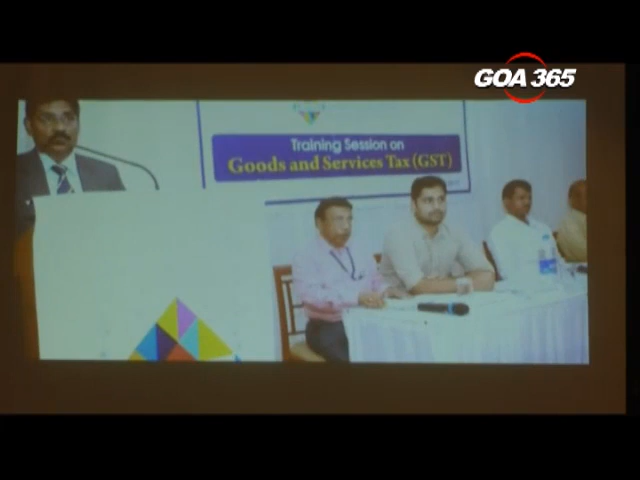 GOA 365
Training Session on
Goods and Services Tax (GST)